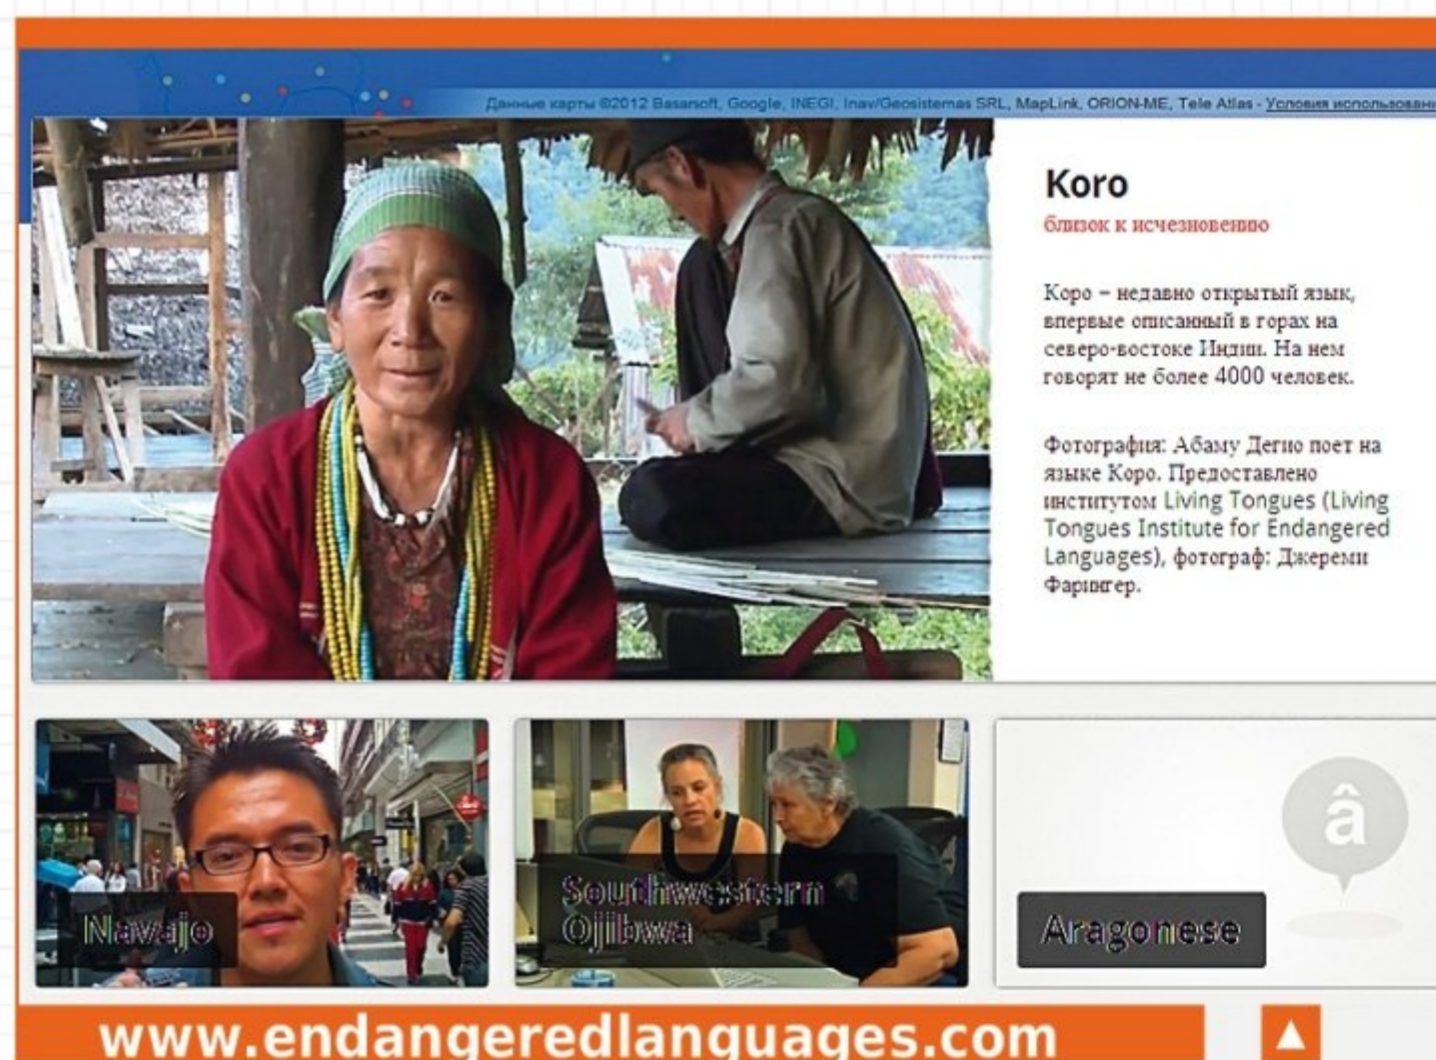 Данные карты ©2012 Basarsoft, Google, INEGI, Inav/Geosistemas SRL, MapLink, ORION-ME, Tele Atlas - Условия использовани
Koro
близок к исчезновению
Коро – недавно открытый язык,
впервые описанный в горах на
северо-востоке Индии. На нем
говорят не более 4000 человек.
Фотография: Абаму Дегио поет на
языке Коро. Предоставлено
институтом Living Tongues (Living
Tongues Institute for Endangered
Languages), фотограф: Джереми
Фарингер.
Navajo
Southwestern
Ojibwa
â
Aragonese
www.endangeredlanguages.com